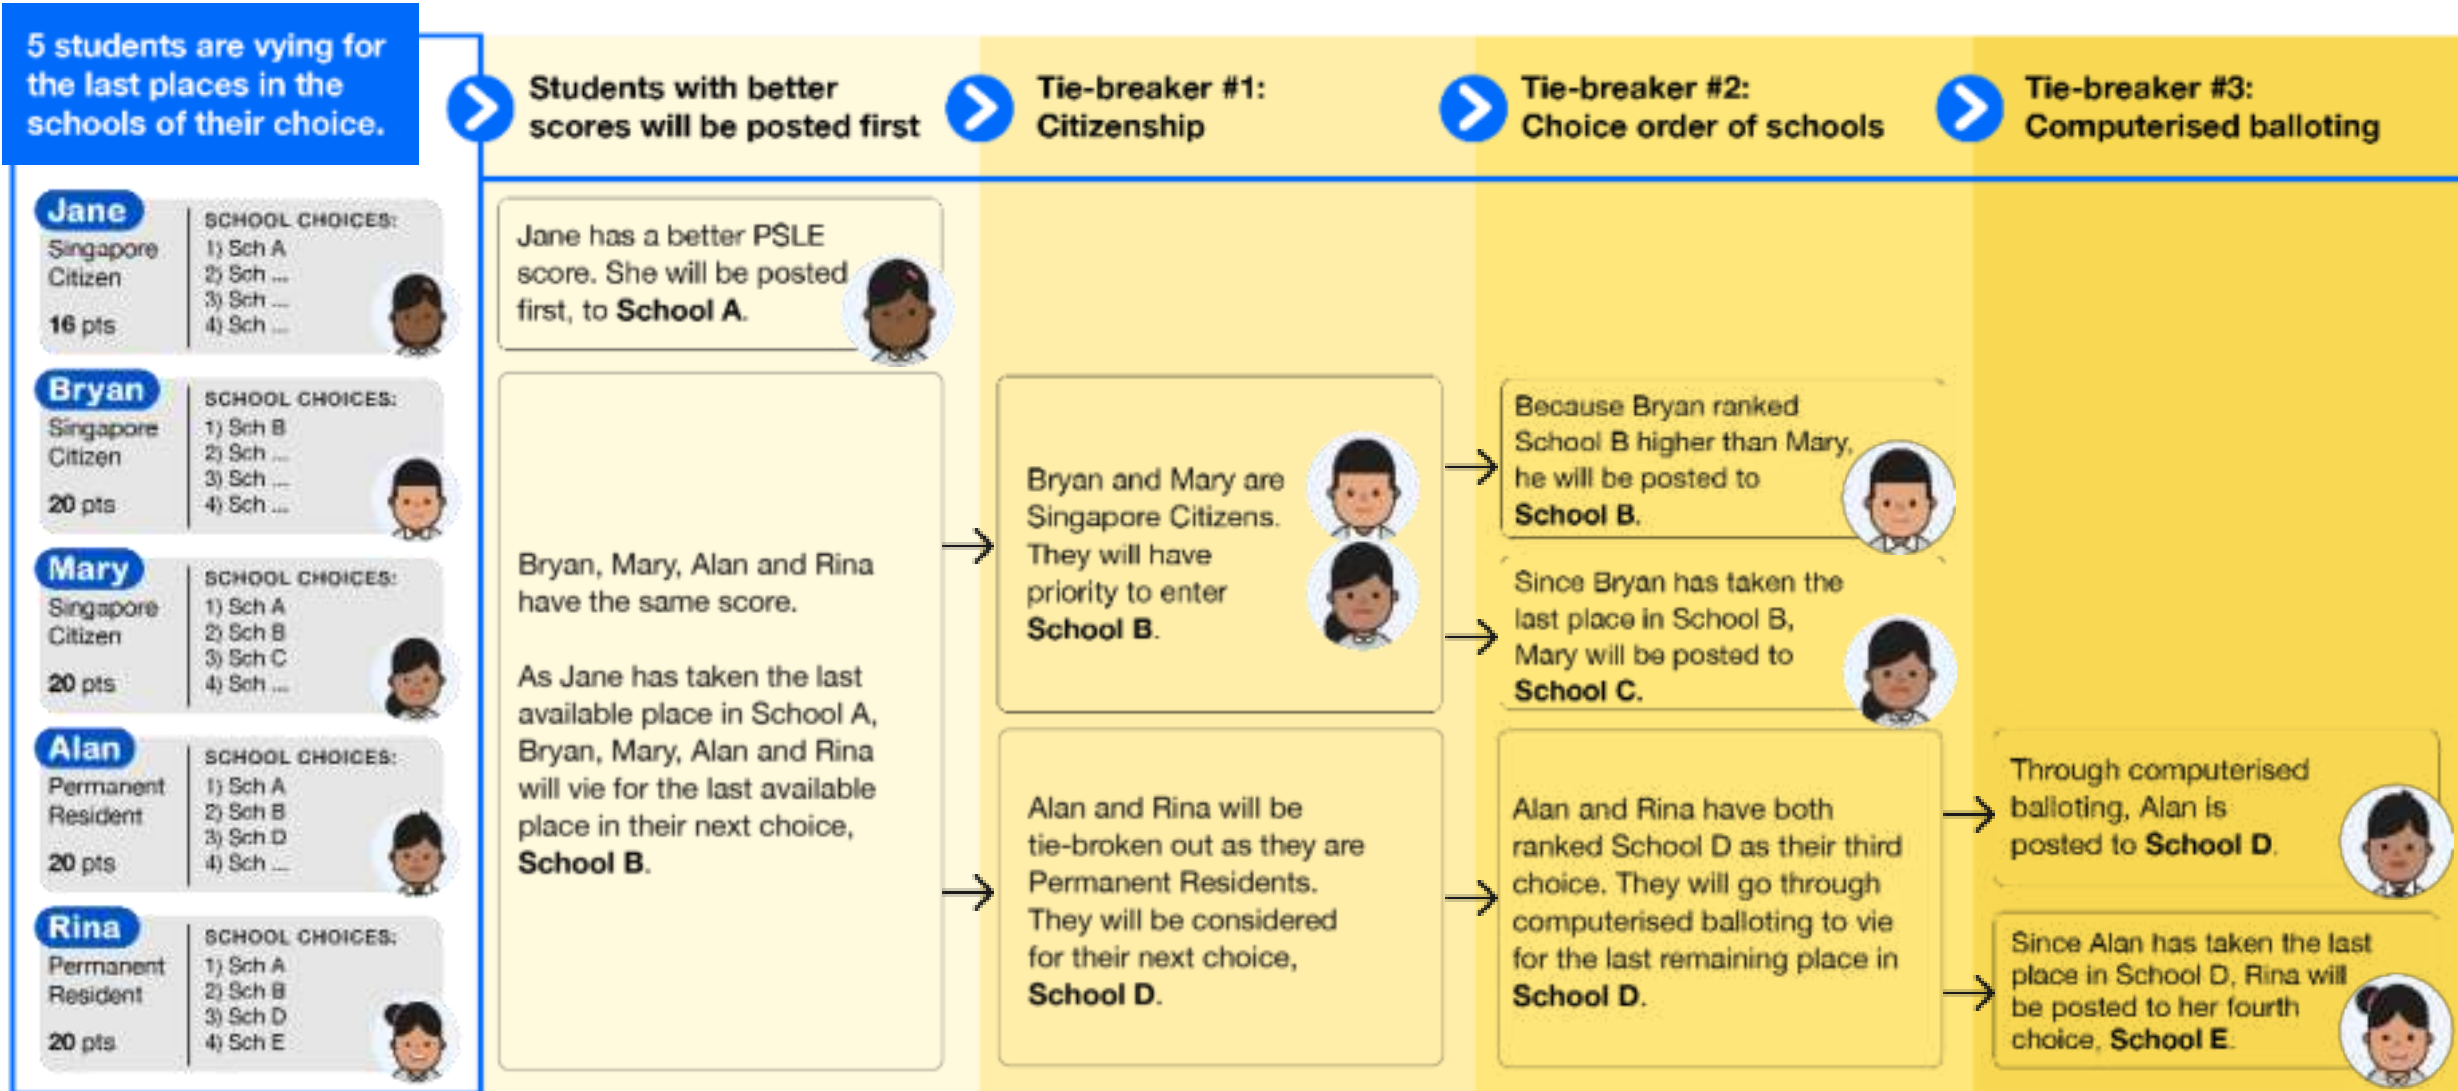 5 students are vying for
the last places in the
schools of their choice.
Students with better
scores will be posted first
Tie-breaker #1:
Citizenship
Tie-breaker #2:
Choice order of schools
Tie-breaker #3:
Computerised balloting
Jane
Singapore
Citizen
16 pts
SCHOOL CHOICES:
1) Sch A
2) Sch ...
3) Sch ...
4) Sch ...
Bryan
Singapore
Citizen
20 pts
SCHOOL CHOICES:
1) Sch B
2) Sch ...
3) Sch ...
4) Sch ...
Mary
Singapore
Citizen
20 pts
SCHOOL CHOICES:
1) Sch A
2) Sch B
3) Sch C
4) Sch ...
Alan
Permanent
Resident
20 pts
SCHOOL CHOICES:
1) Sch A
2) Sch B
3) Sch D
4) Sch ...
Rina
Permanent
Resident
20 pts
SCHOOL CHOICES:
1) Sch A
2) Sch B
3) Sch D
4) Sch E
Jane has a better PSLE
score. She will be posted
first, to School A.
Bryan, Mary, Alan and Rina
have the same score.
As Jane has taken the last
available place in School A,
Bryan, Mary, Alan and Rina
will vie for the last available
place in their next choice,
School B.
Bryan and Mary are
Singapore Citizens.
They will have
priority to enter
School B.
Alan and Rina will be
tie-broken out as they are
Permanent Residents.
They will be considered
for their next choice,
School D.
Because Bryan ranked
School B higher than Mary,
he will be posted to
School B.
Since Bryan has taken the
last place in School B,
Mary will be posted to
School C.
Alan and Rina have both
ranked School D as their third
choice. They will go through
computerised balloting to vie
for the last remaining place in
School D.
Through computerised
balloting, Alan is
posted to School D.
Since Alan has taken the last
place in School D, Rina will
be posted to her fourth
choice, School E.